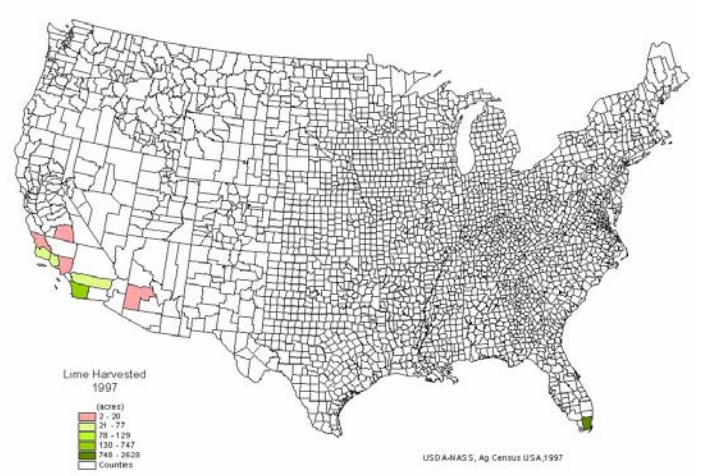 Lime Harvested
1997
(acres)
2 - 20
21 - 77
78 - 129
130 - 747
748 - 2628
Counties
USDA-NASS, Ag Census USA,1997